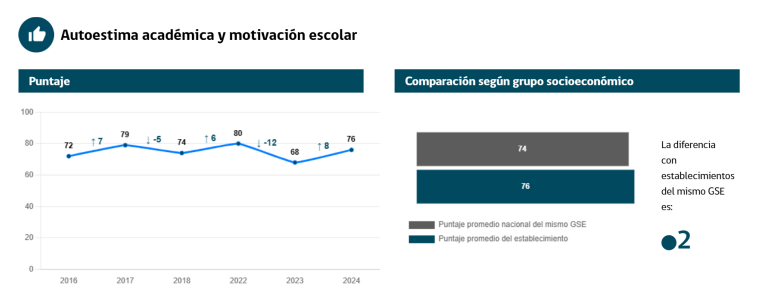 Autoestima académica y motivación escolar
Puntaje
100
80
60
40
20
0
72
↑ 7
79
↓ -5
74
↑ 6
80
↓ -12
68
↑ 8
76
2016
2017
2018
2022
2023
2024
Comparación según grupo socioeconómico
74
76
Puntaje promedio nacional del mismo GSE
Puntaje promedio del establecimiento
La diferencia
con
establecimientos
del mismo GSE
es:
●2